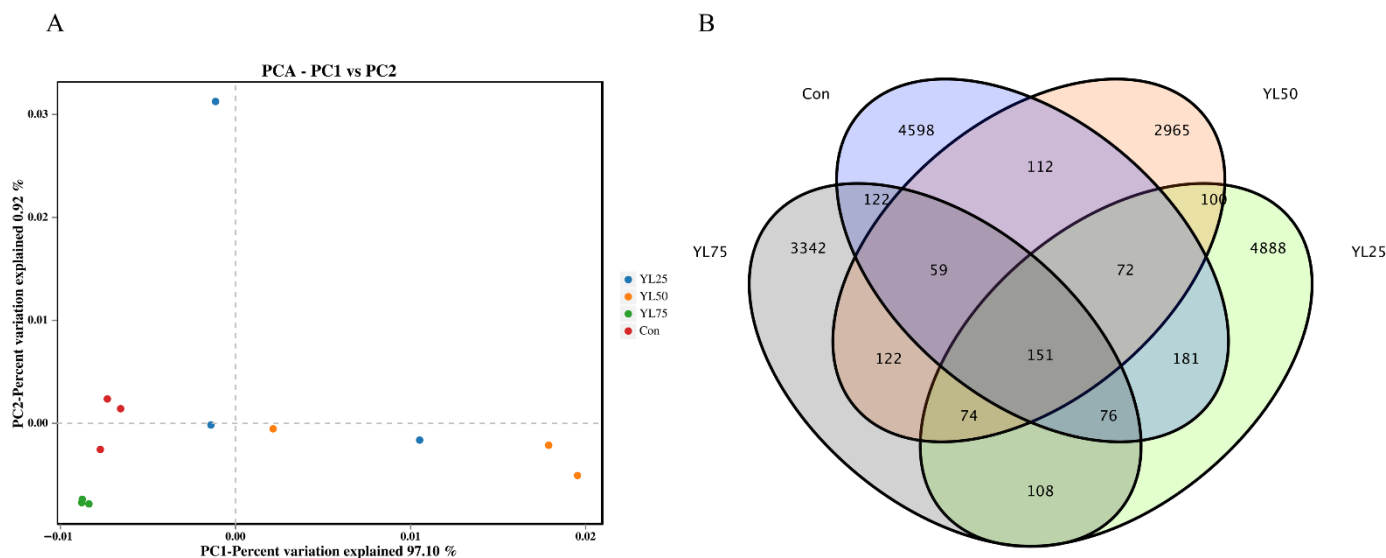 A
PCA - PC1 vs PC2
PC2-Percent variation explained 0.92 %
0.03
0.02
0.01
0.00
−0.01
0.00
0.01
0.02
PC1-Percent variation explained 97.10 %
YL25
YL50
YL75
Con
B
Con
YL50
YL75
YL25
4598
2965
112
122
100
3342
4888
59
72
122
151
181
74
76
108